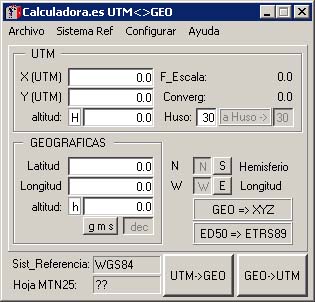 Calculadora.es UTM<>GEO
Archivo Sistema Ref Configurar Ayuda
UTM
X (UTM) 0.0 F_Escala: 0.0
Y (UTM) 0.0 Converg: 0.0
altitud: H 0.0 Huso: 30 a Huso -> 30
GEOGRAFICAS
Latitud 0.0 N N S Hemisferio
Longitud 0.0 W W E Longitud
altitud: h 0.0 GEO => XYZ
g m s dec ED50 => ETRS89
Sist_Referencia: WGS84 UTM->GEO GEO->UTM
Hoja MTN25: ??